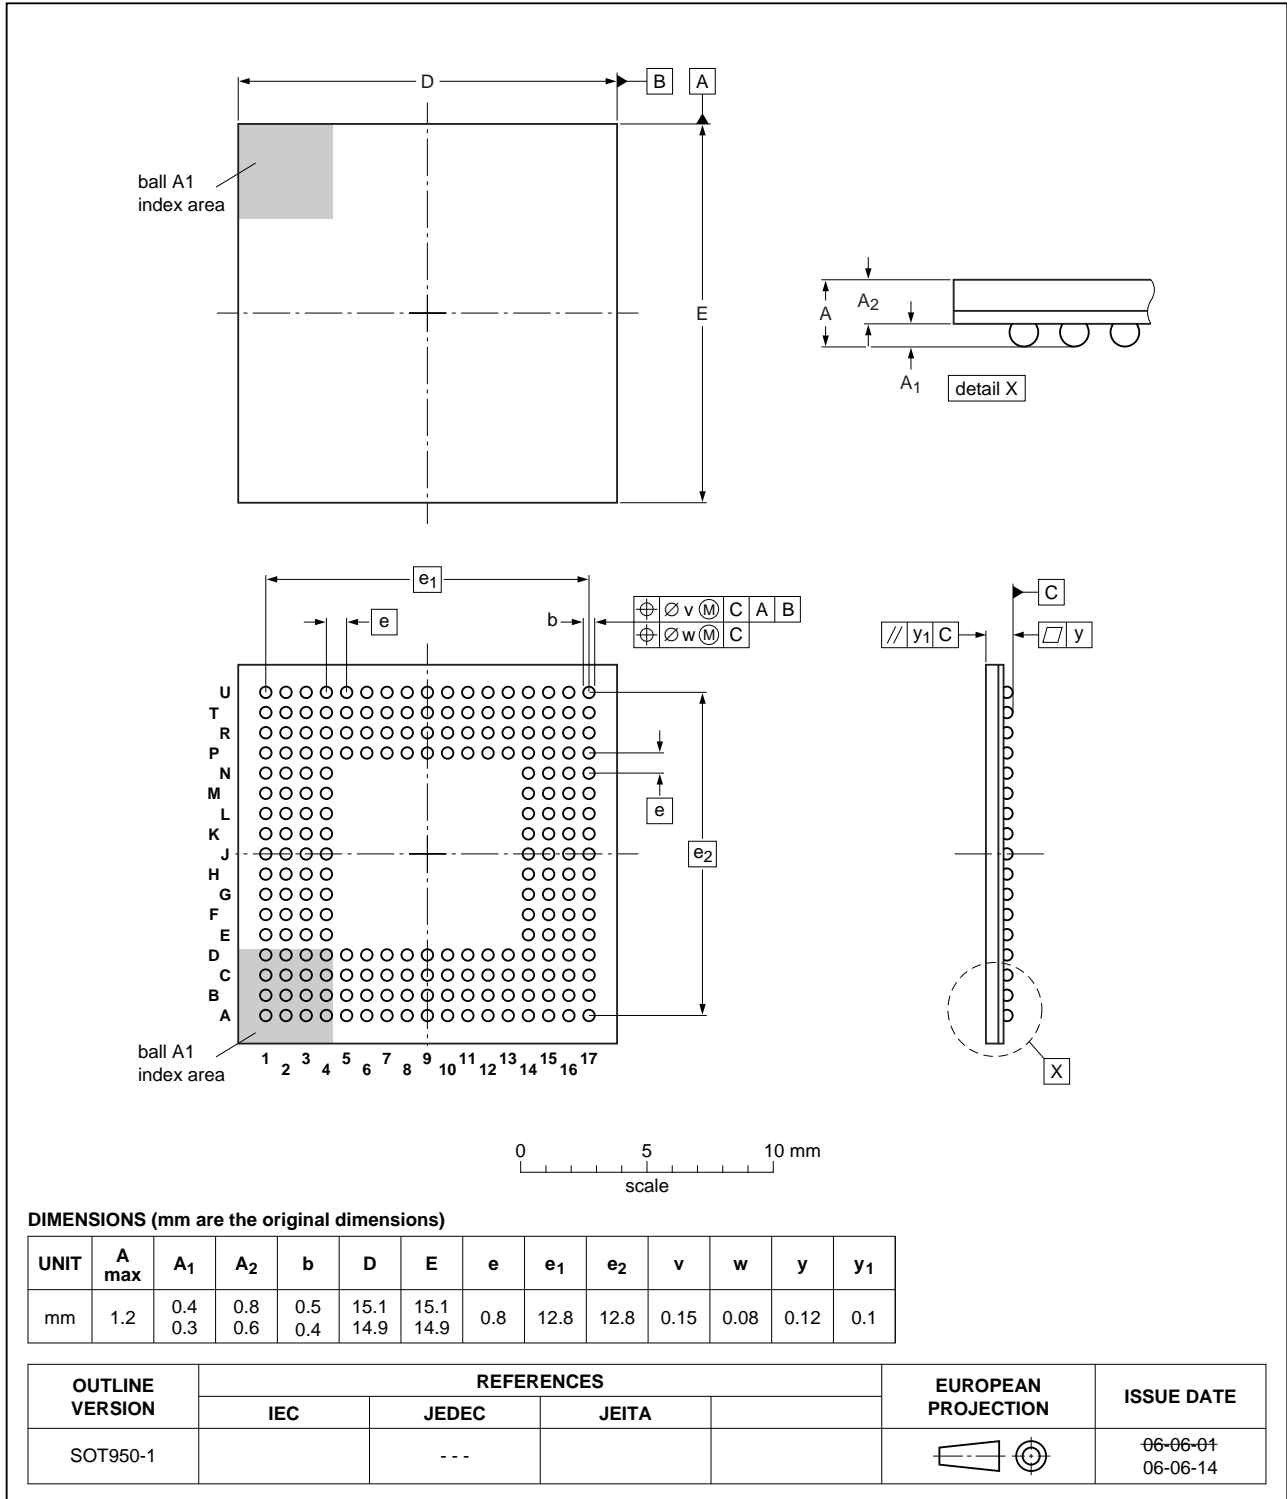 D
B A
ball A1
index area
E
A
A2
A1
detail X
e1
e
b
⌖ ∅ v Ⓜ C A B
⌖ ∅ w Ⓜ C
C
// y1 C
▱ y
U
T
R
P
N
M
L
K
J
H
G
F
E
D
C
B
A
e
e2
ball A1
index area
1 2 3 4 5 6 7 8 9 10 11 12 13 14 15 16 17
X
0 5 10 mm
scale
DIMENSIONS (mm are the original dimensions)
UNIT A max A1 A2 b D E e e1 e2 v w y y1
mm 1.2 0.4 0.3 0.8 0.6 0.5 0.4 15.1 14.9 15.1 14.9 0.8 12.8 12.8 0.15 0.08 0.12 0.1
OUTLINE VERSION REFERENCES EUROPEAN PROJECTION ISSUE DATE
IEC JEDEC JEITA
SOT950-1 - - - 06-06-01
06-06-14